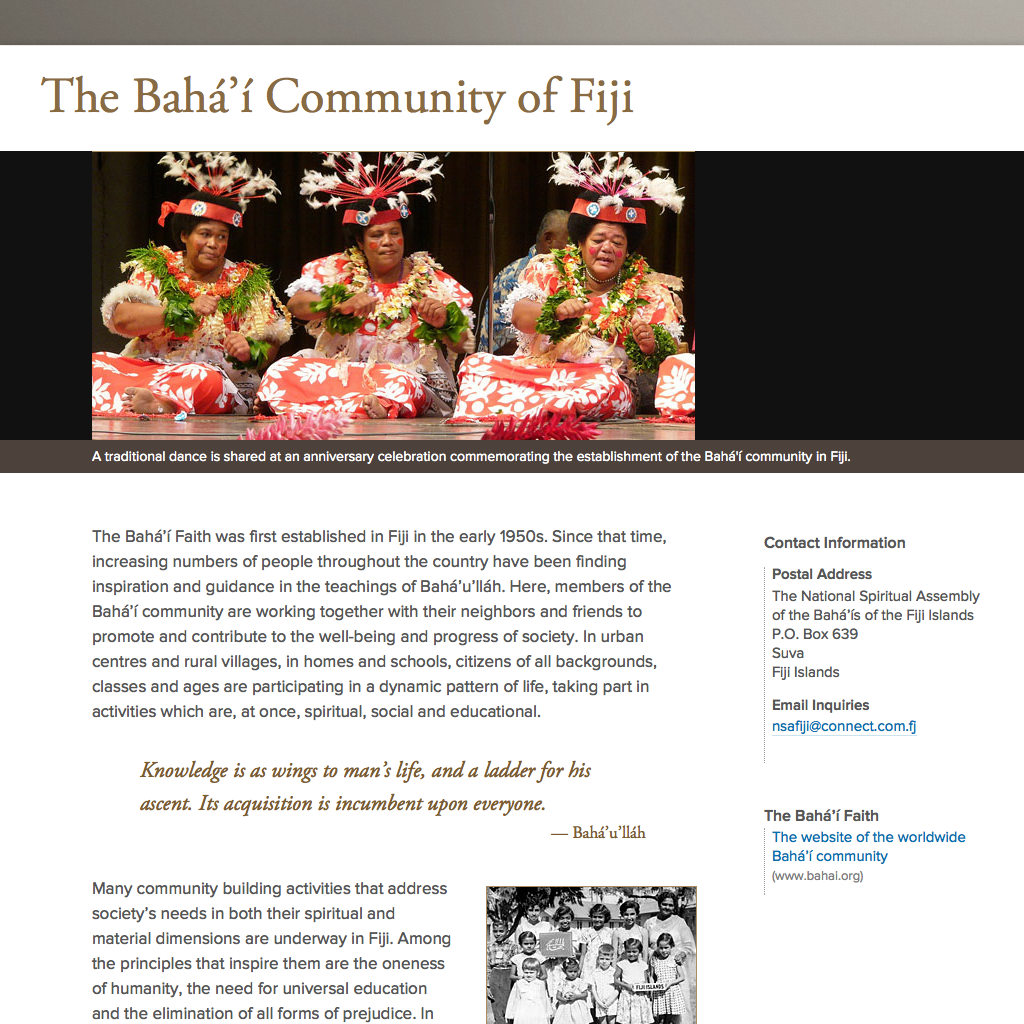 The Bahá’í Community of Fiji
A traditional dance is shared at an anniversary celebration commemorating the establishment of the Bahá’í community in Fiji.
The Bahá’í Faith was first established in Fiji in the early 1950s. Since that time,
increasing numbers of people throughout the country have been finding
inspiration and guidance in the teachings of Bahá’u’lláh. Here, members of the
Bahá’í community are working together with their neighbors and friends to
promote and contribute to the well-being and progress of society. In urban
centres and rural villages, in homes and schools, citizens of all backgrounds,
classes and ages are participating in a dynamic pattern of life, taking part in
activities which are, at once, spiritual, social and educational.
Knowledge is as wings to man’s life, and a ladder for his
ascent. Its acquisition is incumbent upon everyone.
— Bahá’u’lláh
Many community building activities that address
society’s needs in both their spiritual and
material dimensions are underway in Fiji. Among
the principles that inspire them are the oneness
of humanity, the need for universal education
and the elimination of all forms of prejudice. In
FIJI ISLANDS
Contact Information
Postal Address
The National Spiritual Assembly
of the Bahá’ís of the Fiji Islands
P.O. Box 639
Suva
Fiji Islands
Email Inquiries
nsafiji@connect.com.fj
The Bahá’í Faith
The website of the worldwide
Bahá’í community
(www.bahai.org)